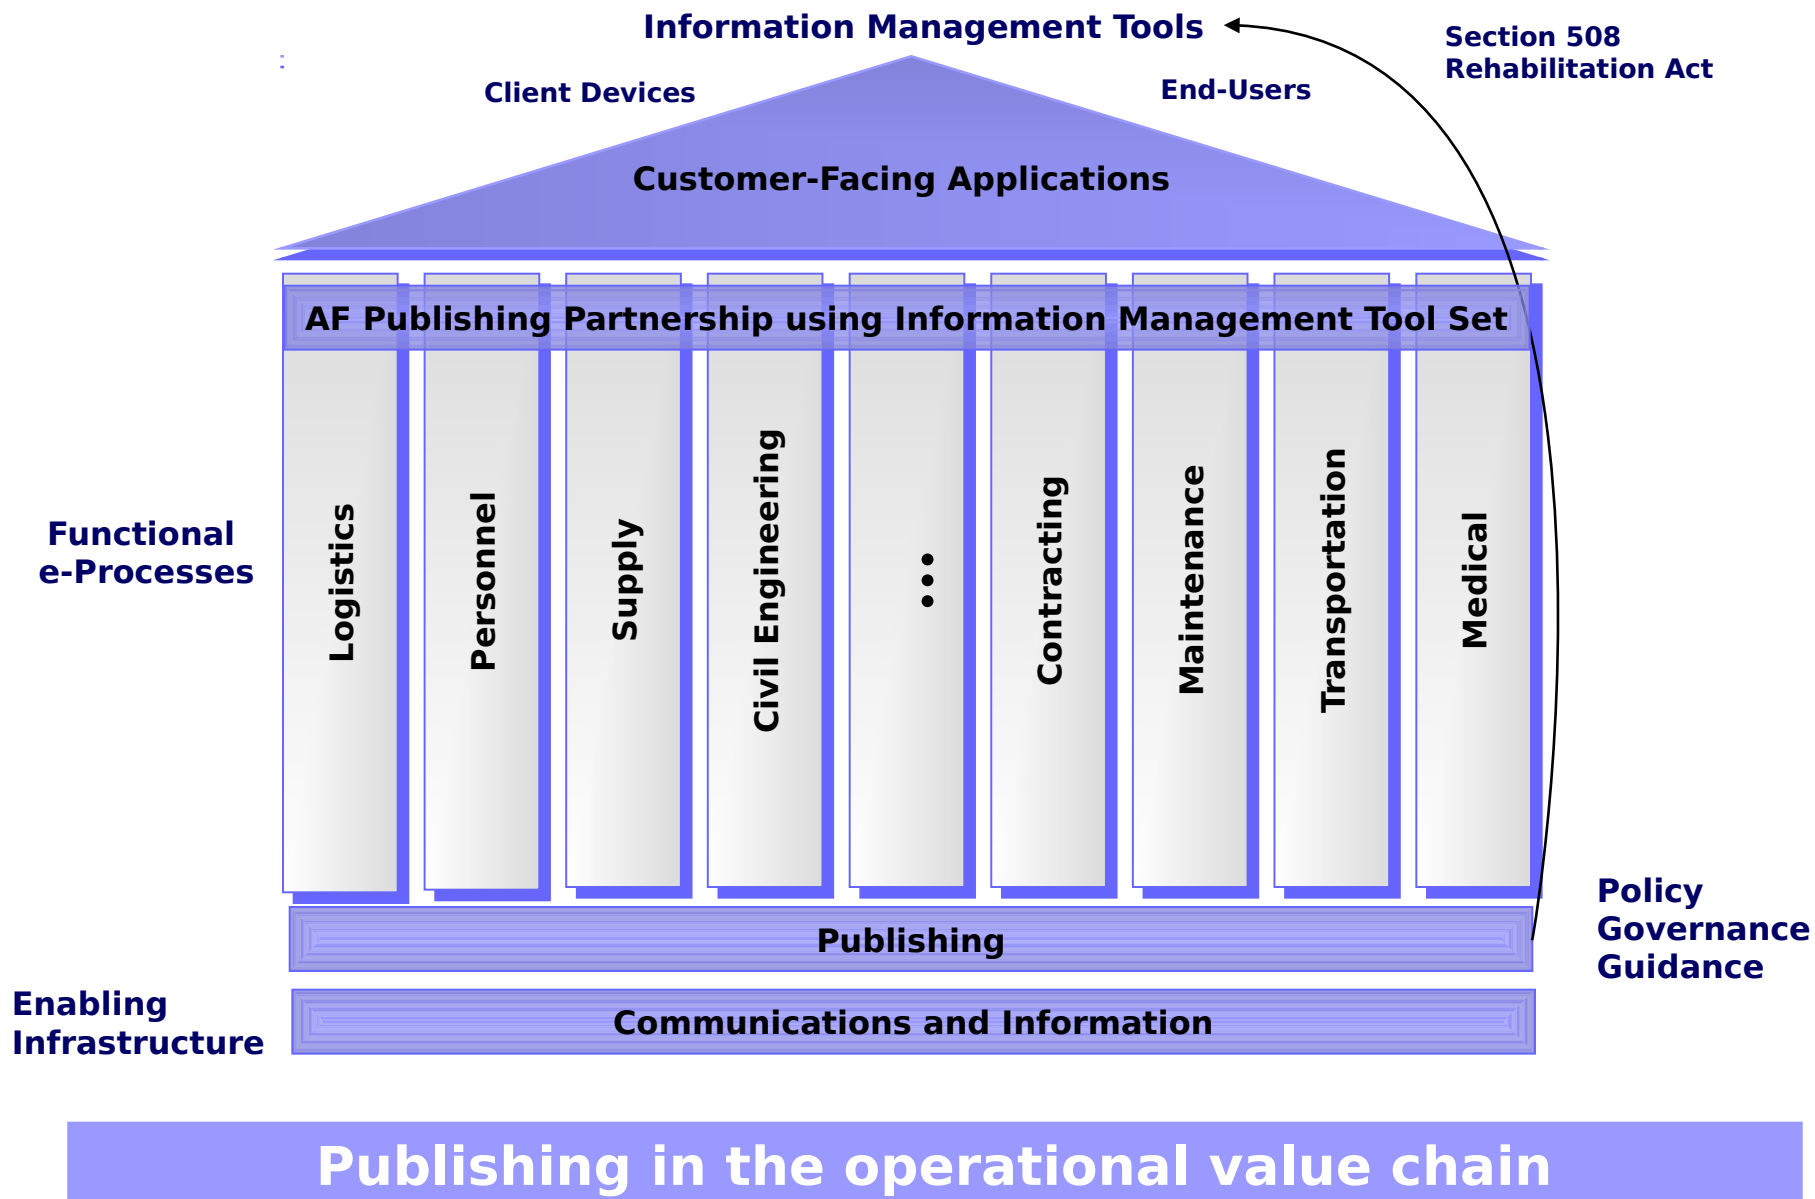 Information Management Tools
Section 508
Rehabilitation Act
Client Devices
End-Users
Customer-Facing Applications
AF Publishing Partnership using Information Management Tool Set
Functional
e-Processes
Logistics
Personnel
Supply
Civil Engineering
...
Contracting
Maintenance
Transportation
Medical
Policy
Governance
Guidance
Publishing
Enabling
Infrastructure
Communications and Information
Publishing in the operational value chain